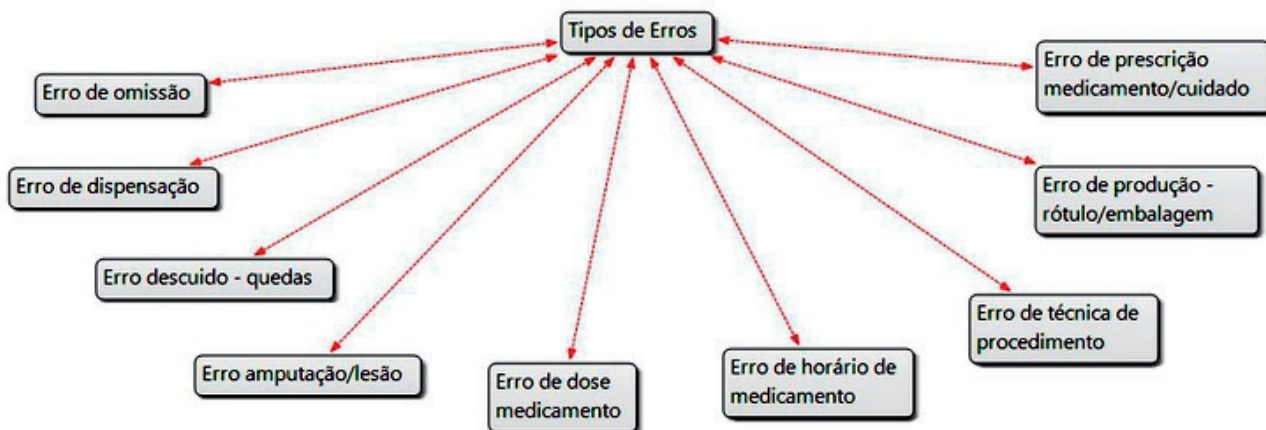 Tipos de Erros
Erro de omissão
Erro de prescrição
medicamento/cuidado
Erro de dispensação
Erro de produção -
rótulo/embalagem
Erro descuido - quedas
Erro de técnica de
procedimento
Erro amputação/lesão
Erro de dose
medicamento
Erro de horário de
medicamento